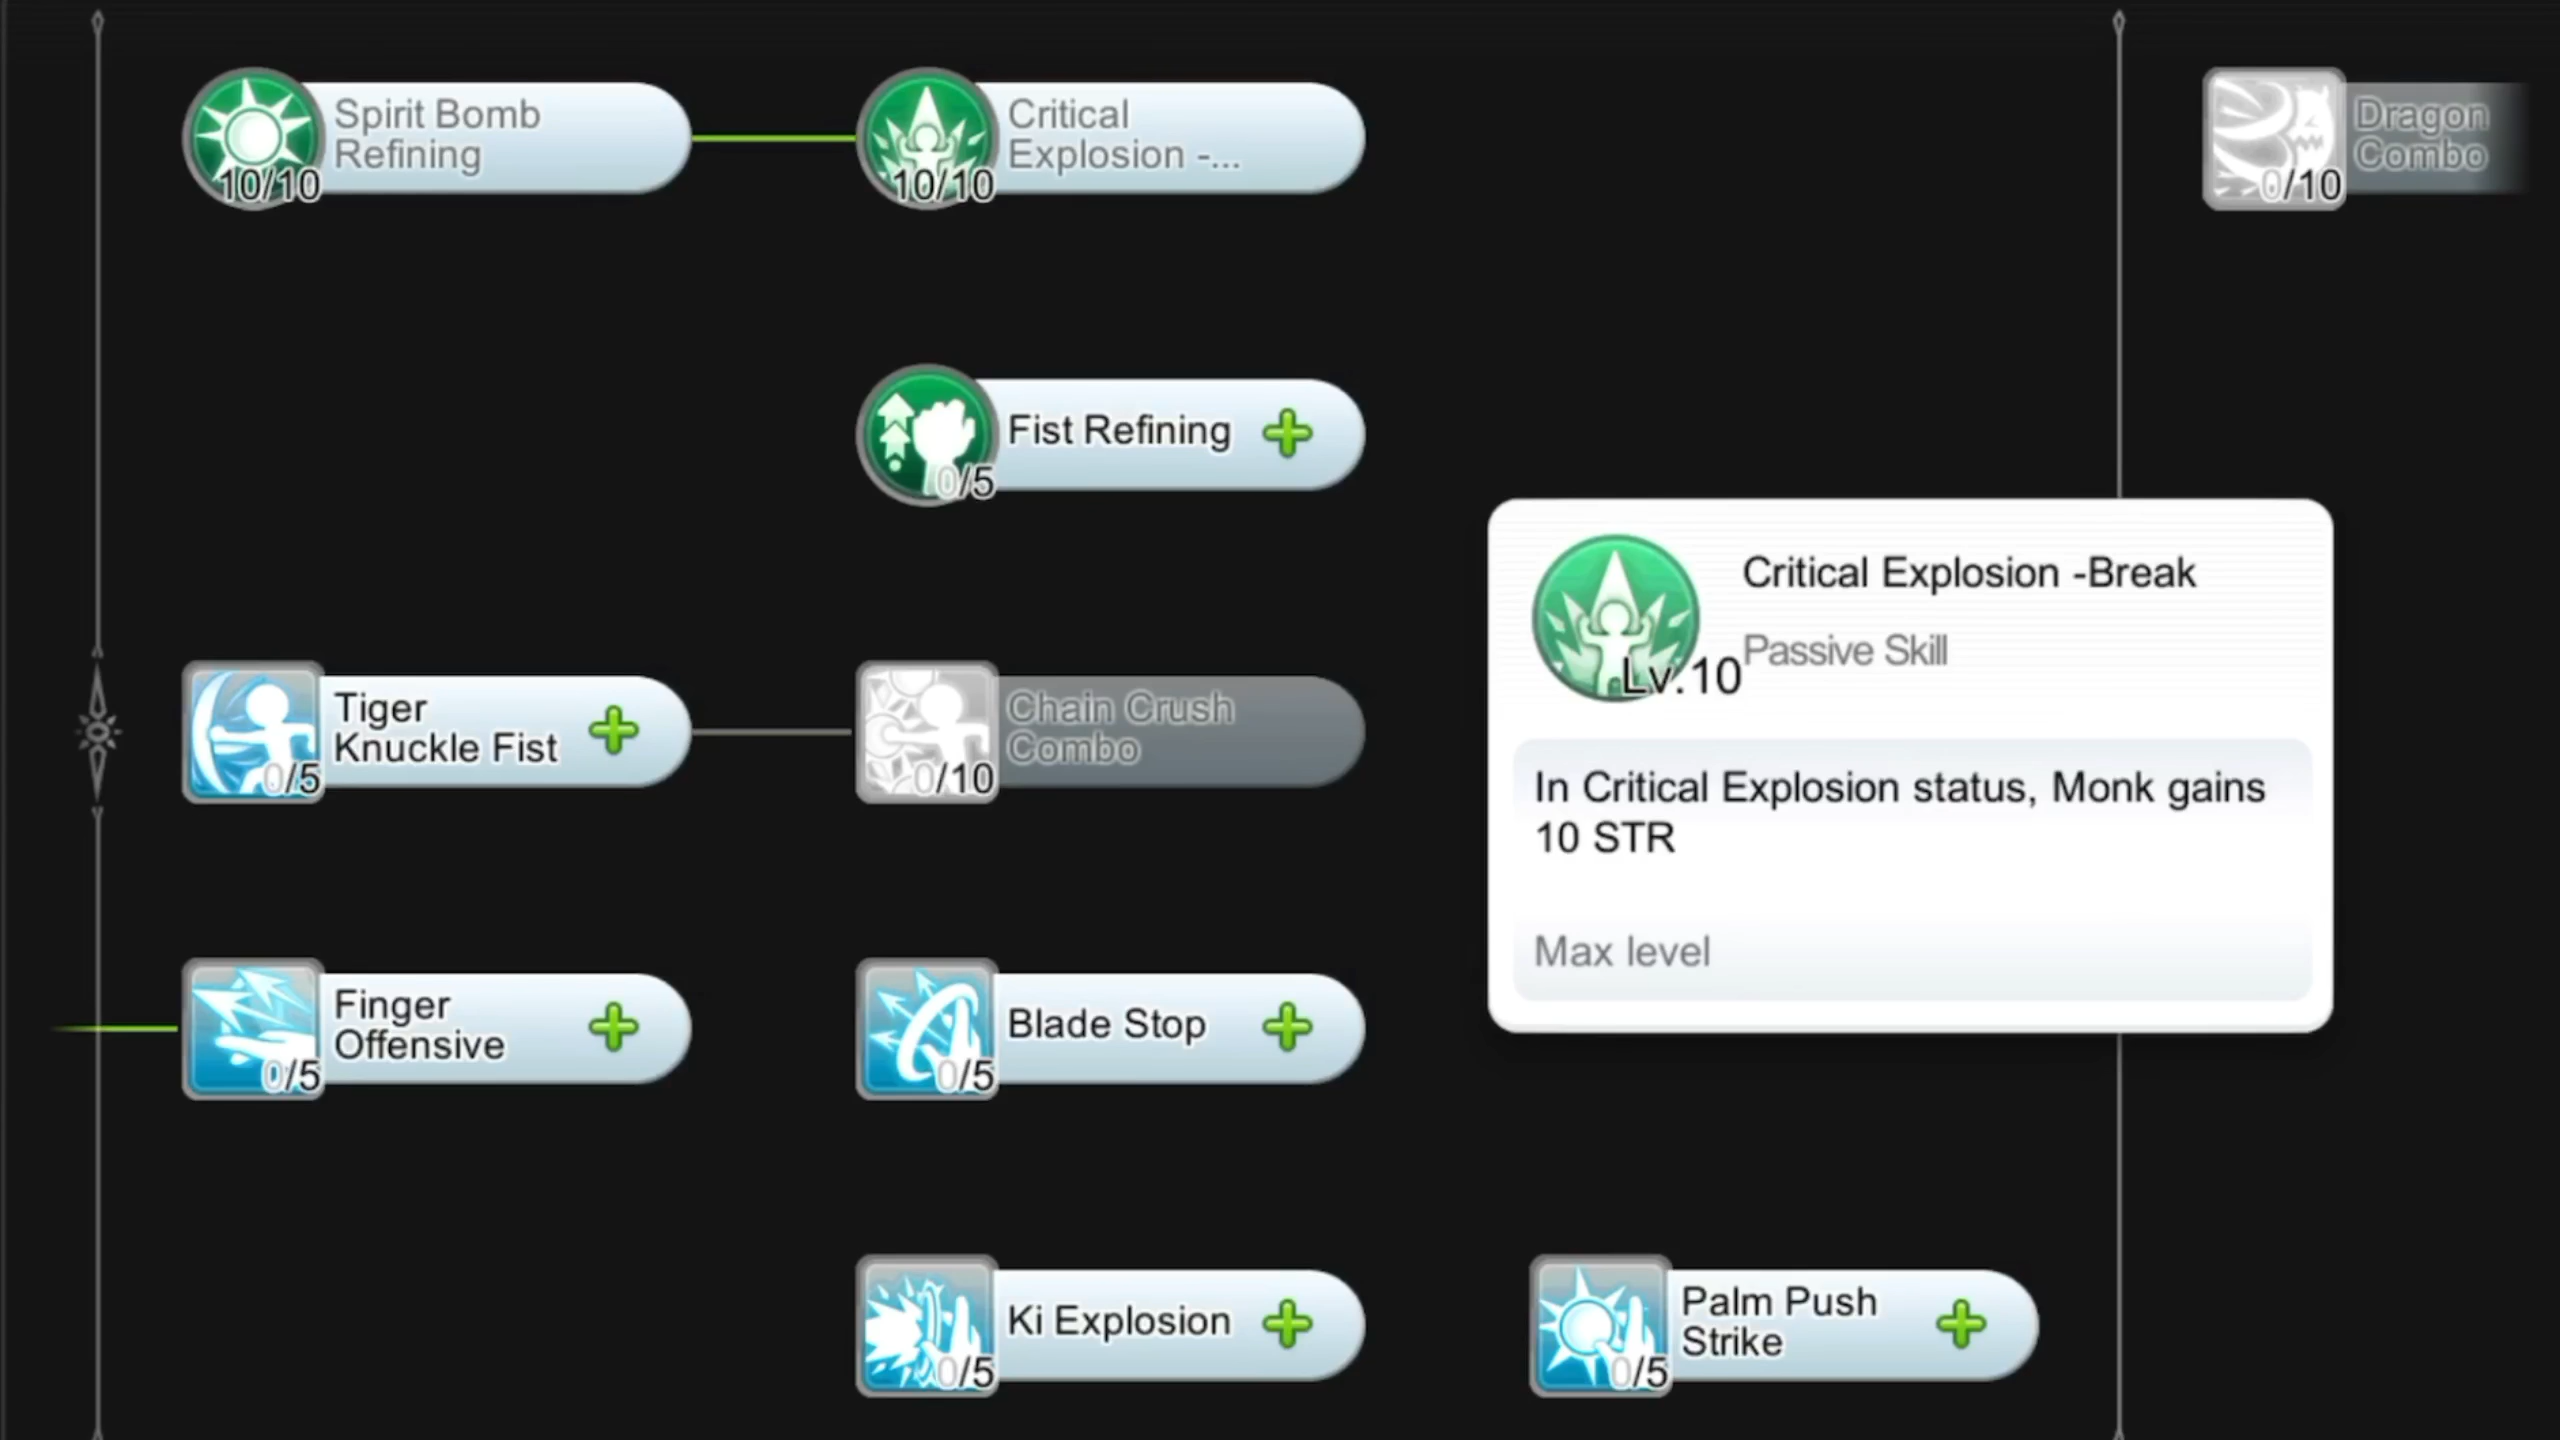 Spirit Bomb
Refining
10/10
Critical
Explosion -...
10/10
Dragon
Combo
0/10
Fist Refining
0/5
Critical Explosion -Break
Passive Skill
Lv.10
In Critical Explosion status, Monk gains
10 STR
Max level
Tiger
Knuckle Fist
0/5
Chain Crush
Combo
0/10
Finger
Offensive
0/5
Blade Stop
0/5
Ki Explosion
0/5
Palm Push
Strike
0/5